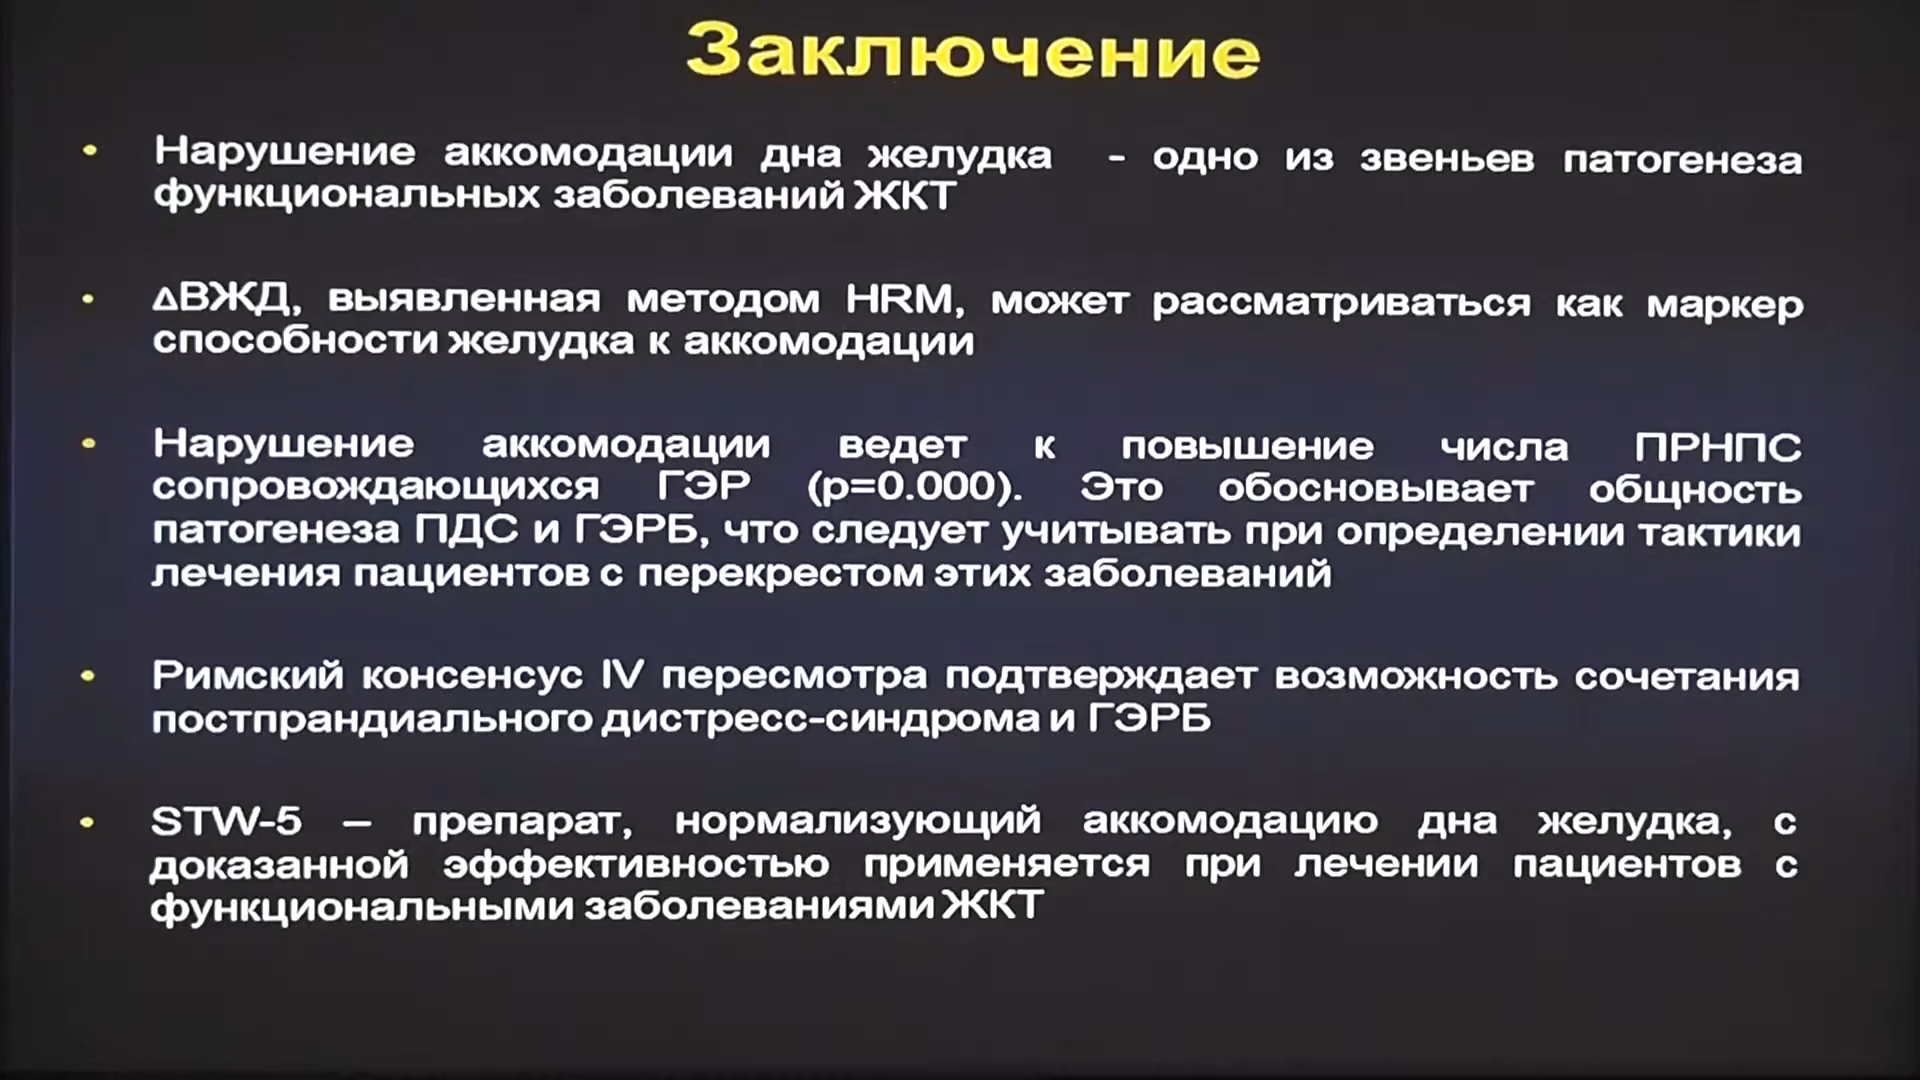 Заключение
• Нарушение аккомодации дна желудка - одно из звеньев патогенеза
функциональных заболеваний ЖКТ
• ∆ВЖД, выявленная методом HRM, может рассматриваться как маркер
способности желудка к аккомодации
• Нарушение аккомодации ведет к повышение числа ПРНПС
сопровождающихся ГЭР (p=0.000). Это обосновывает общность
патогенеза ПДС и ГЭРБ, что следует учитывать при определении тактики
лечения пациентов с перекрестом этих заболеваний
• Римский консенсус IV пересмотра подтверждает возможность сочетания
постпрандиального дистресс-синдрома и ГЭРБ
• STW-5 – препарат, нормализующий аккомодацию дна желудка, с
доказанной эффективностью применяется при лечении пациентов с
функциональными заболеваниями ЖКТ